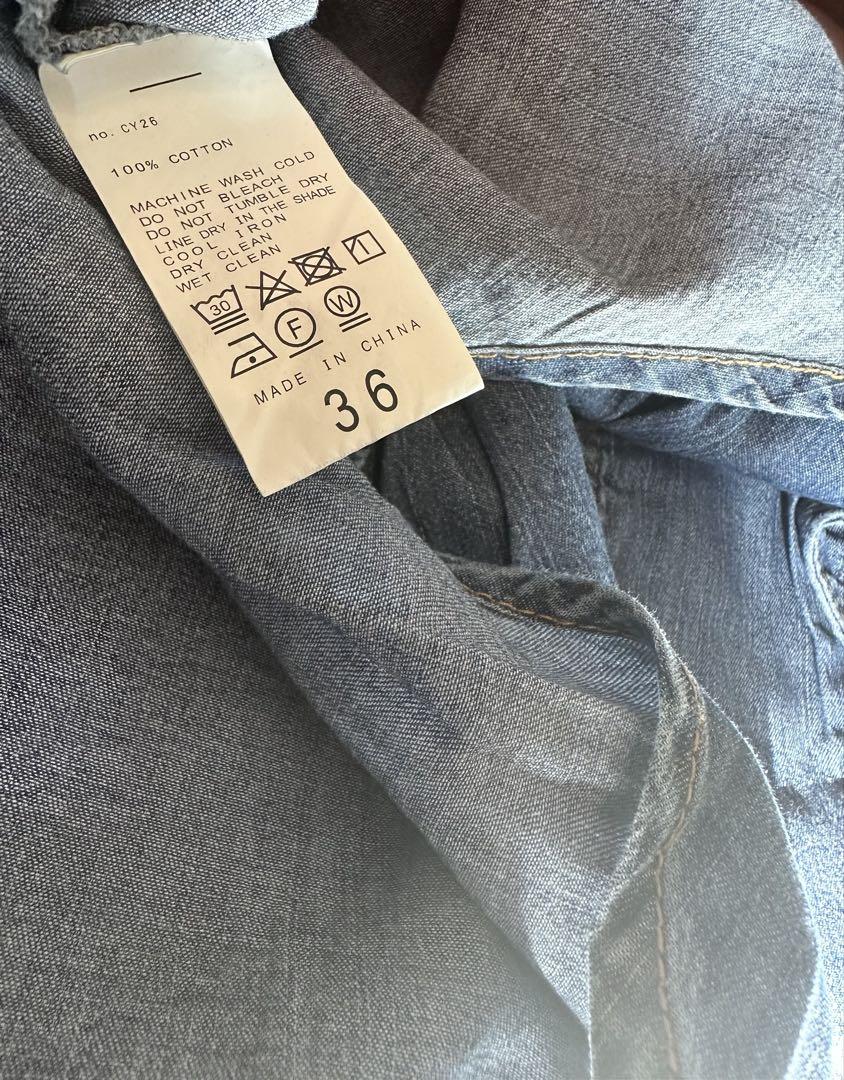 no. CY26
100% COTTON
MACHINE WASH COLD
DO NOT BLEACH
DO NOT TUMBLE DRY
LINE DRY IN THE SHADE
COOL IRON
DRY CLEAN
WET CLEAN
30
F W
MADE IN CHINA
36